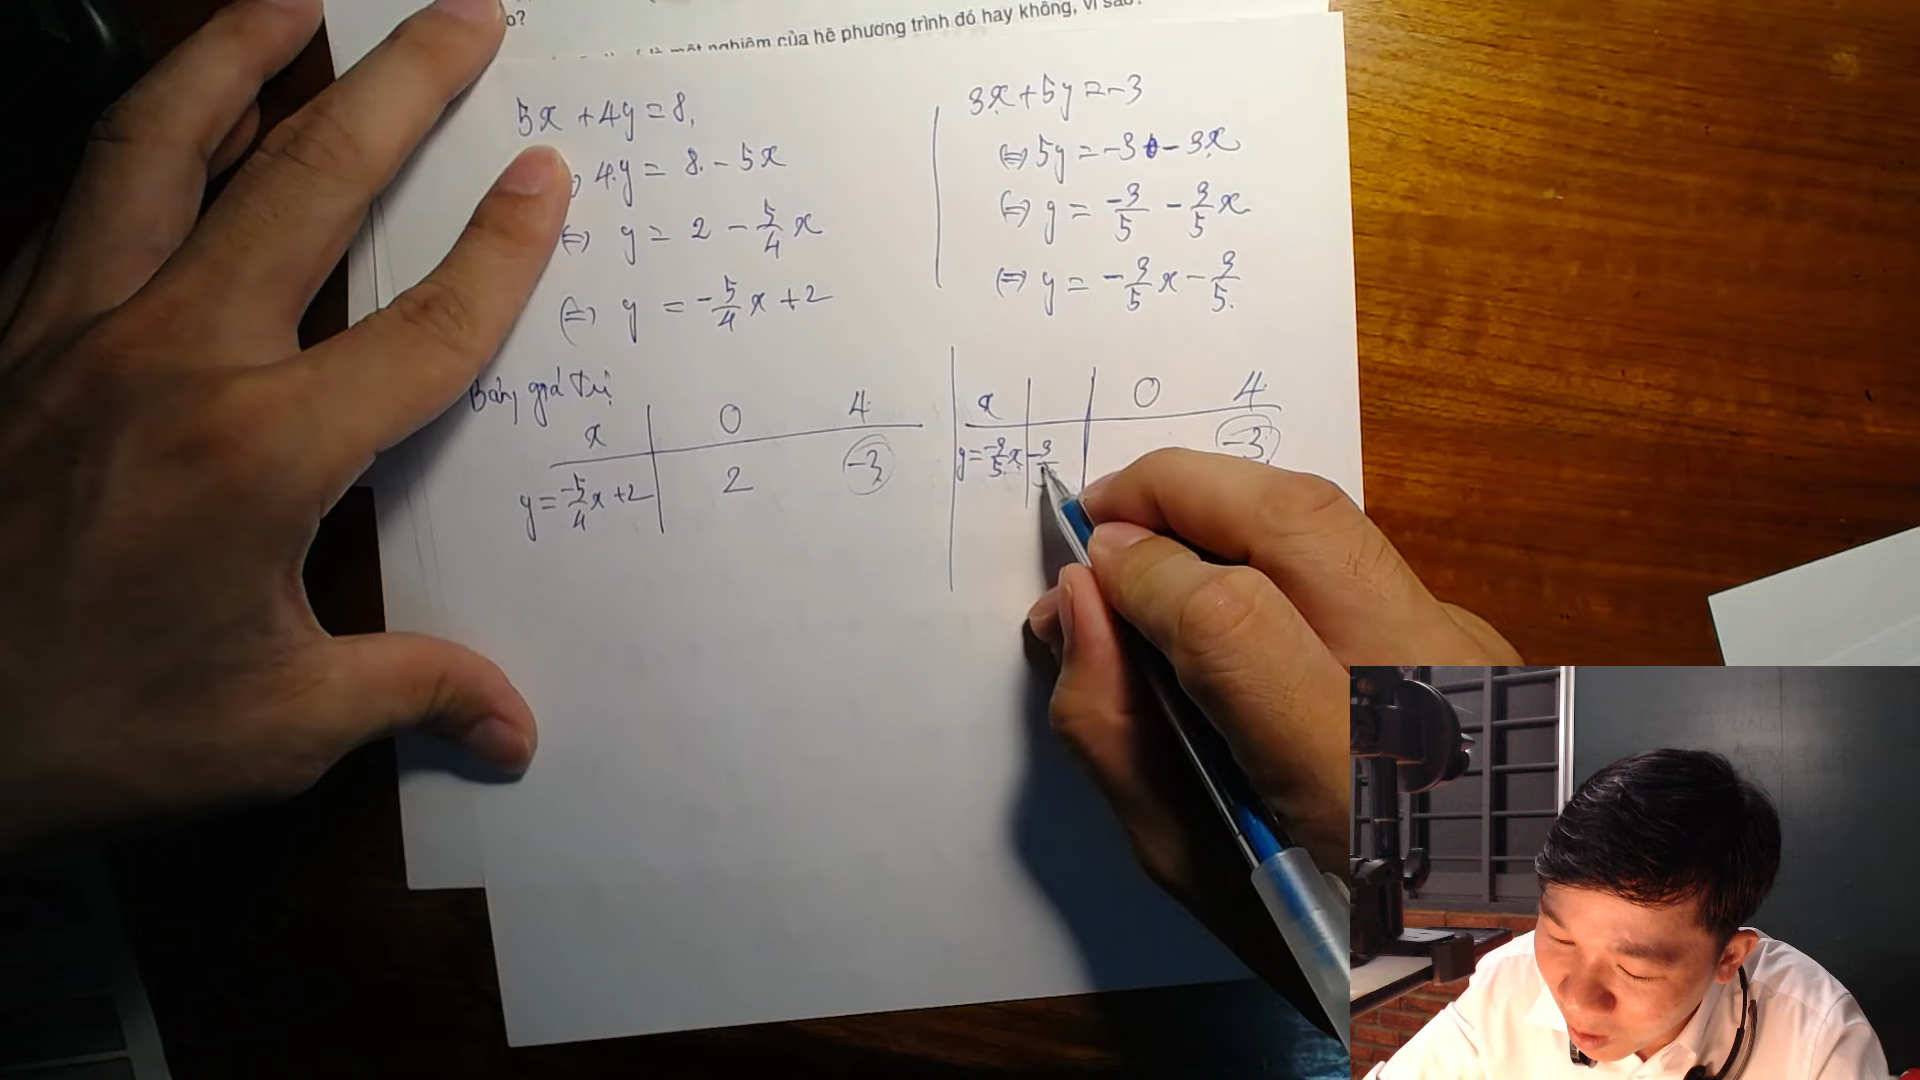 o?
một nghiệm của hệ phương trình đó hay không, vì sao?
5x + 4y = 8
4y = 8 - 5x
⇔ y = 2 - 5/4 x
⇔ y = -5/4 x + 2
3x + 5y = -3
⇔ 5y = -3 - 3x
⇔ y = -3/5 - 3/5 x
⇔ y = -3/5 x - 3/5
Bảng giá trị
x 0 4
y = -5/4 x + 2 2 -3
x 0 4
y = -3/5 x -3 -3